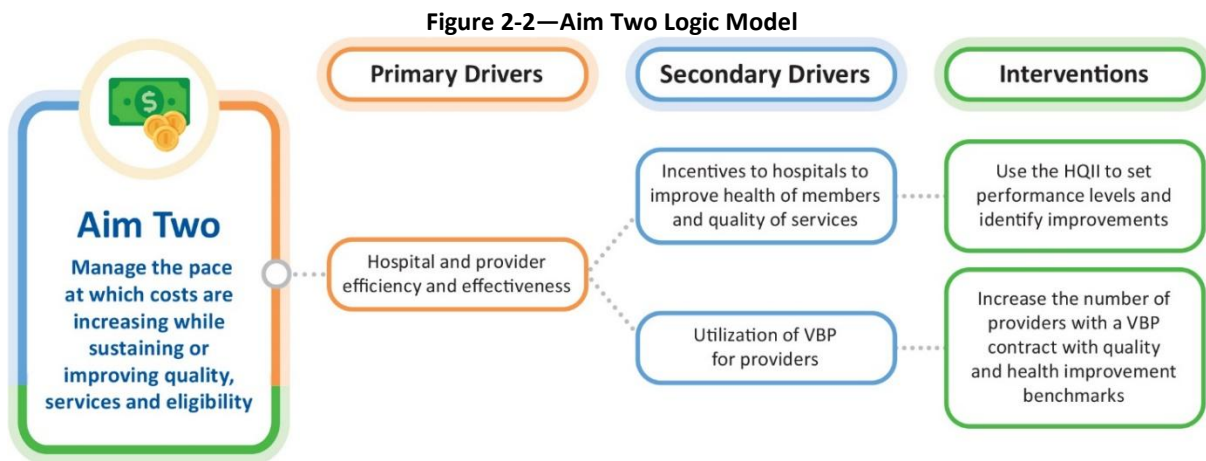 Figure 2-2—Aim Two Logic Model
Primary Drivers
Secondary Drivers
Interventions
$
Aim Two
Manage the pace
at which costs are
increasing while
sustaining or
improving quality,
services and eligibility
Hospital and provider
efficiency and effectiveness
Incentives to hospitals to
improve health of members
and quality of services
Utilization of VBP
for providers
Use the HQII to set
performance levels and
identify improvements
Increase the number of
providers with a VBP
contract with quality
and health improvement
benchmarks